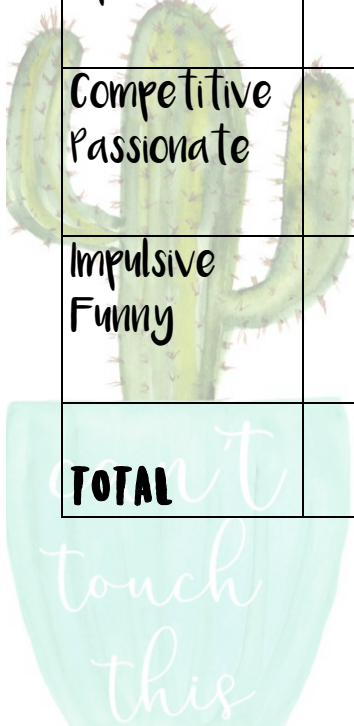 Competitive
Passionate
Impulsive
Funny
TOTAL
can't
touch
this